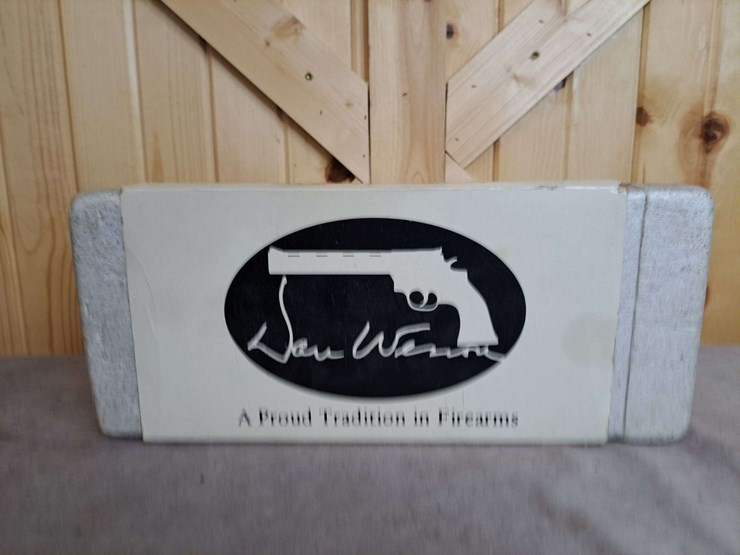 Dan Wesson
A Proud Tradition in Firearms